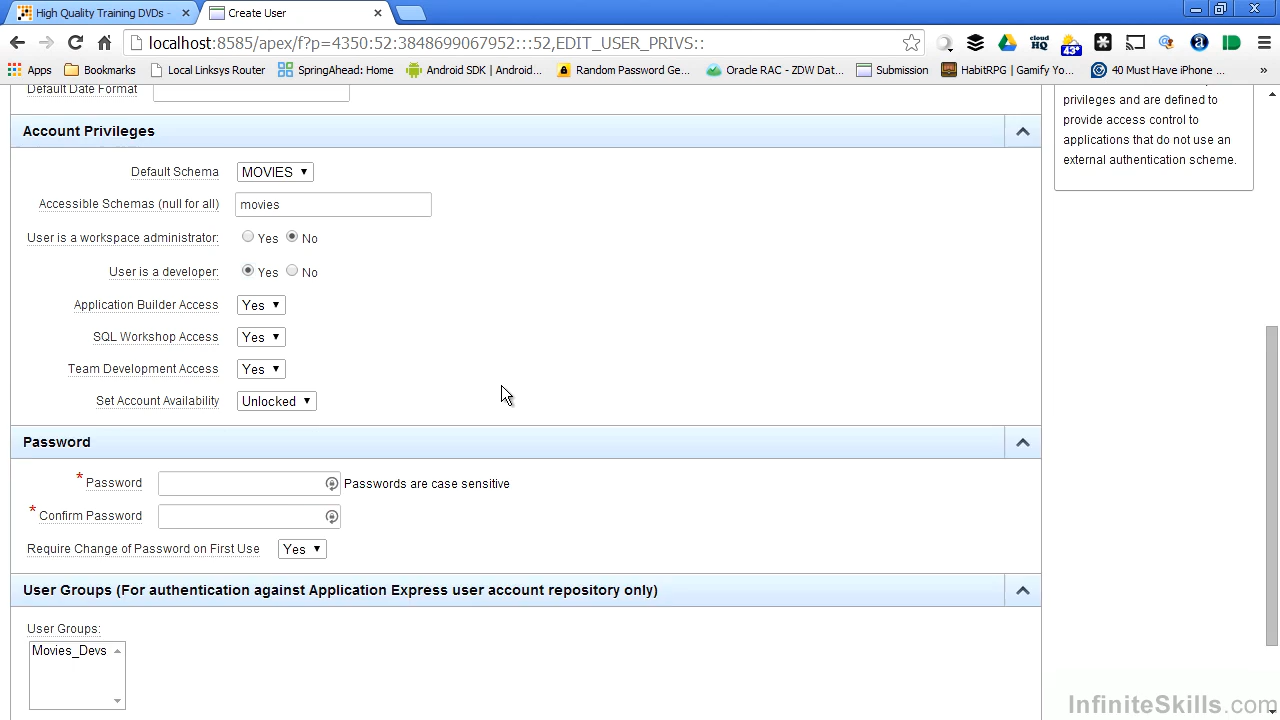 High Quality Training DVDs -
Create User
localhost:8585/apex/f?p=4350:52:3848699067952:::52,EDIT_USER_PRIVS::
cloud
HQ
43°
Apps
Bookmarks
Local Linksys Router
SpringAhead: Home
Android SDK | Android...
Random Password Ge...
Oracle RAC - ZDW Dat...
Submission
HabitRPG | Gamify Yo...
40 Must Have iPhone ...
»
Default Date Format
privileges and are defined to
provide access control to
applications that do not use an
external authentication scheme.
Account Privileges
Default Schema MOVIES
Accessible Schemas (null for all) movies
User is a workspace administrator: Yes No
User is a developer: Yes No
Application Builder Access Yes
SQL Workshop Access Yes
Team Development Access Yes
Set Account Availability Unlocked
Password
* Password Passwords are case sensitive
* Confirm Password
Require Change of Password on First Use Yes
User Groups (For authentication against Application Express user account repository only)
User Groups:
Movies_Devs
InfiniteSkills.com